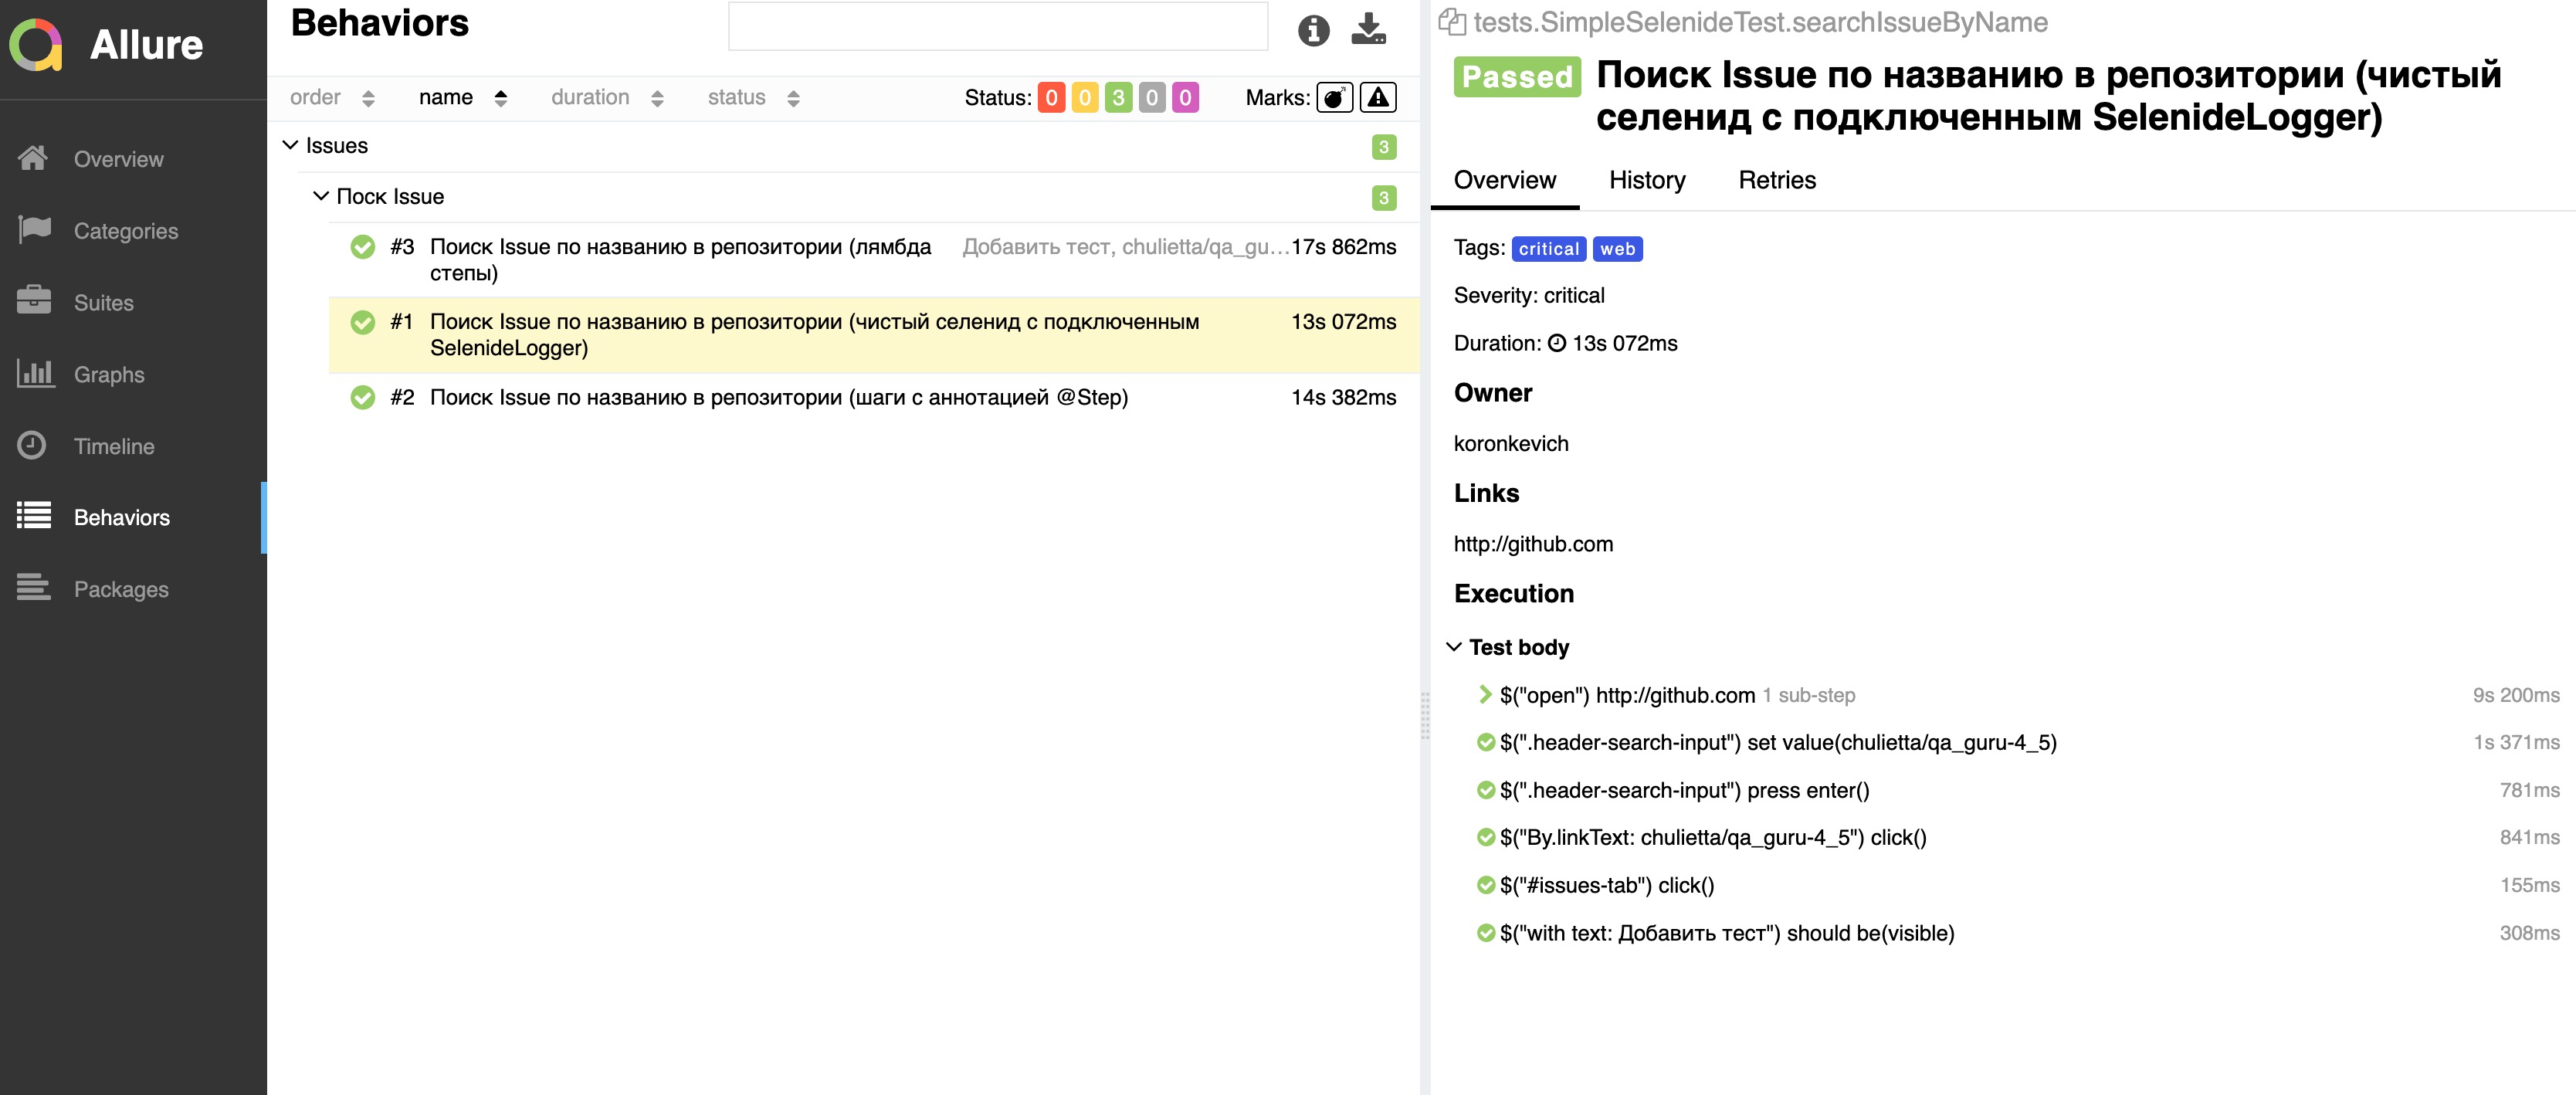 Allure
Overview
Categories
Suites
Graphs
Timeline
Behaviors
Packages
Behaviors
order name duration status Status: 0 0 3 0 0 Marks:
Issues 3
Поск Issue 3
#3 Поиск Issue по названию в репозитории (лямбда Добавить тест, chulietta/qa_gu... 17s 862ms
степы)
#1 Поиск Issue по названию в репозитории (чистый селенид с подключенным 13s 072ms
SelenideLogger)
#2 Поиск Issue по названию в репозитории (шаги с аннотацией @Step) 14s 382ms
tests.SimpleSelenideTest.searchIssueByName
Passed Поиск Issue по названию в репозитории (чистый
селенид с подключенным SelenideLogger)
Overview History Retries
Tags: critical web
Severity: critical
Duration: 13s 072ms
Owner
koronkevich
Links
http://github.com
Execution
Test body
$("open") http://github.com 1 sub-step 9s 200ms
$(".header-search-input") set value(chulietta/qa_guru-4_5) 1s 371ms
$(".header-search-input") press enter() 781ms
$("By.linkText: chulietta/qa_guru-4_5") click() 841ms
$("#issues-tab") click() 155ms
$("with text: Добавить тест") should be(visible) 308ms